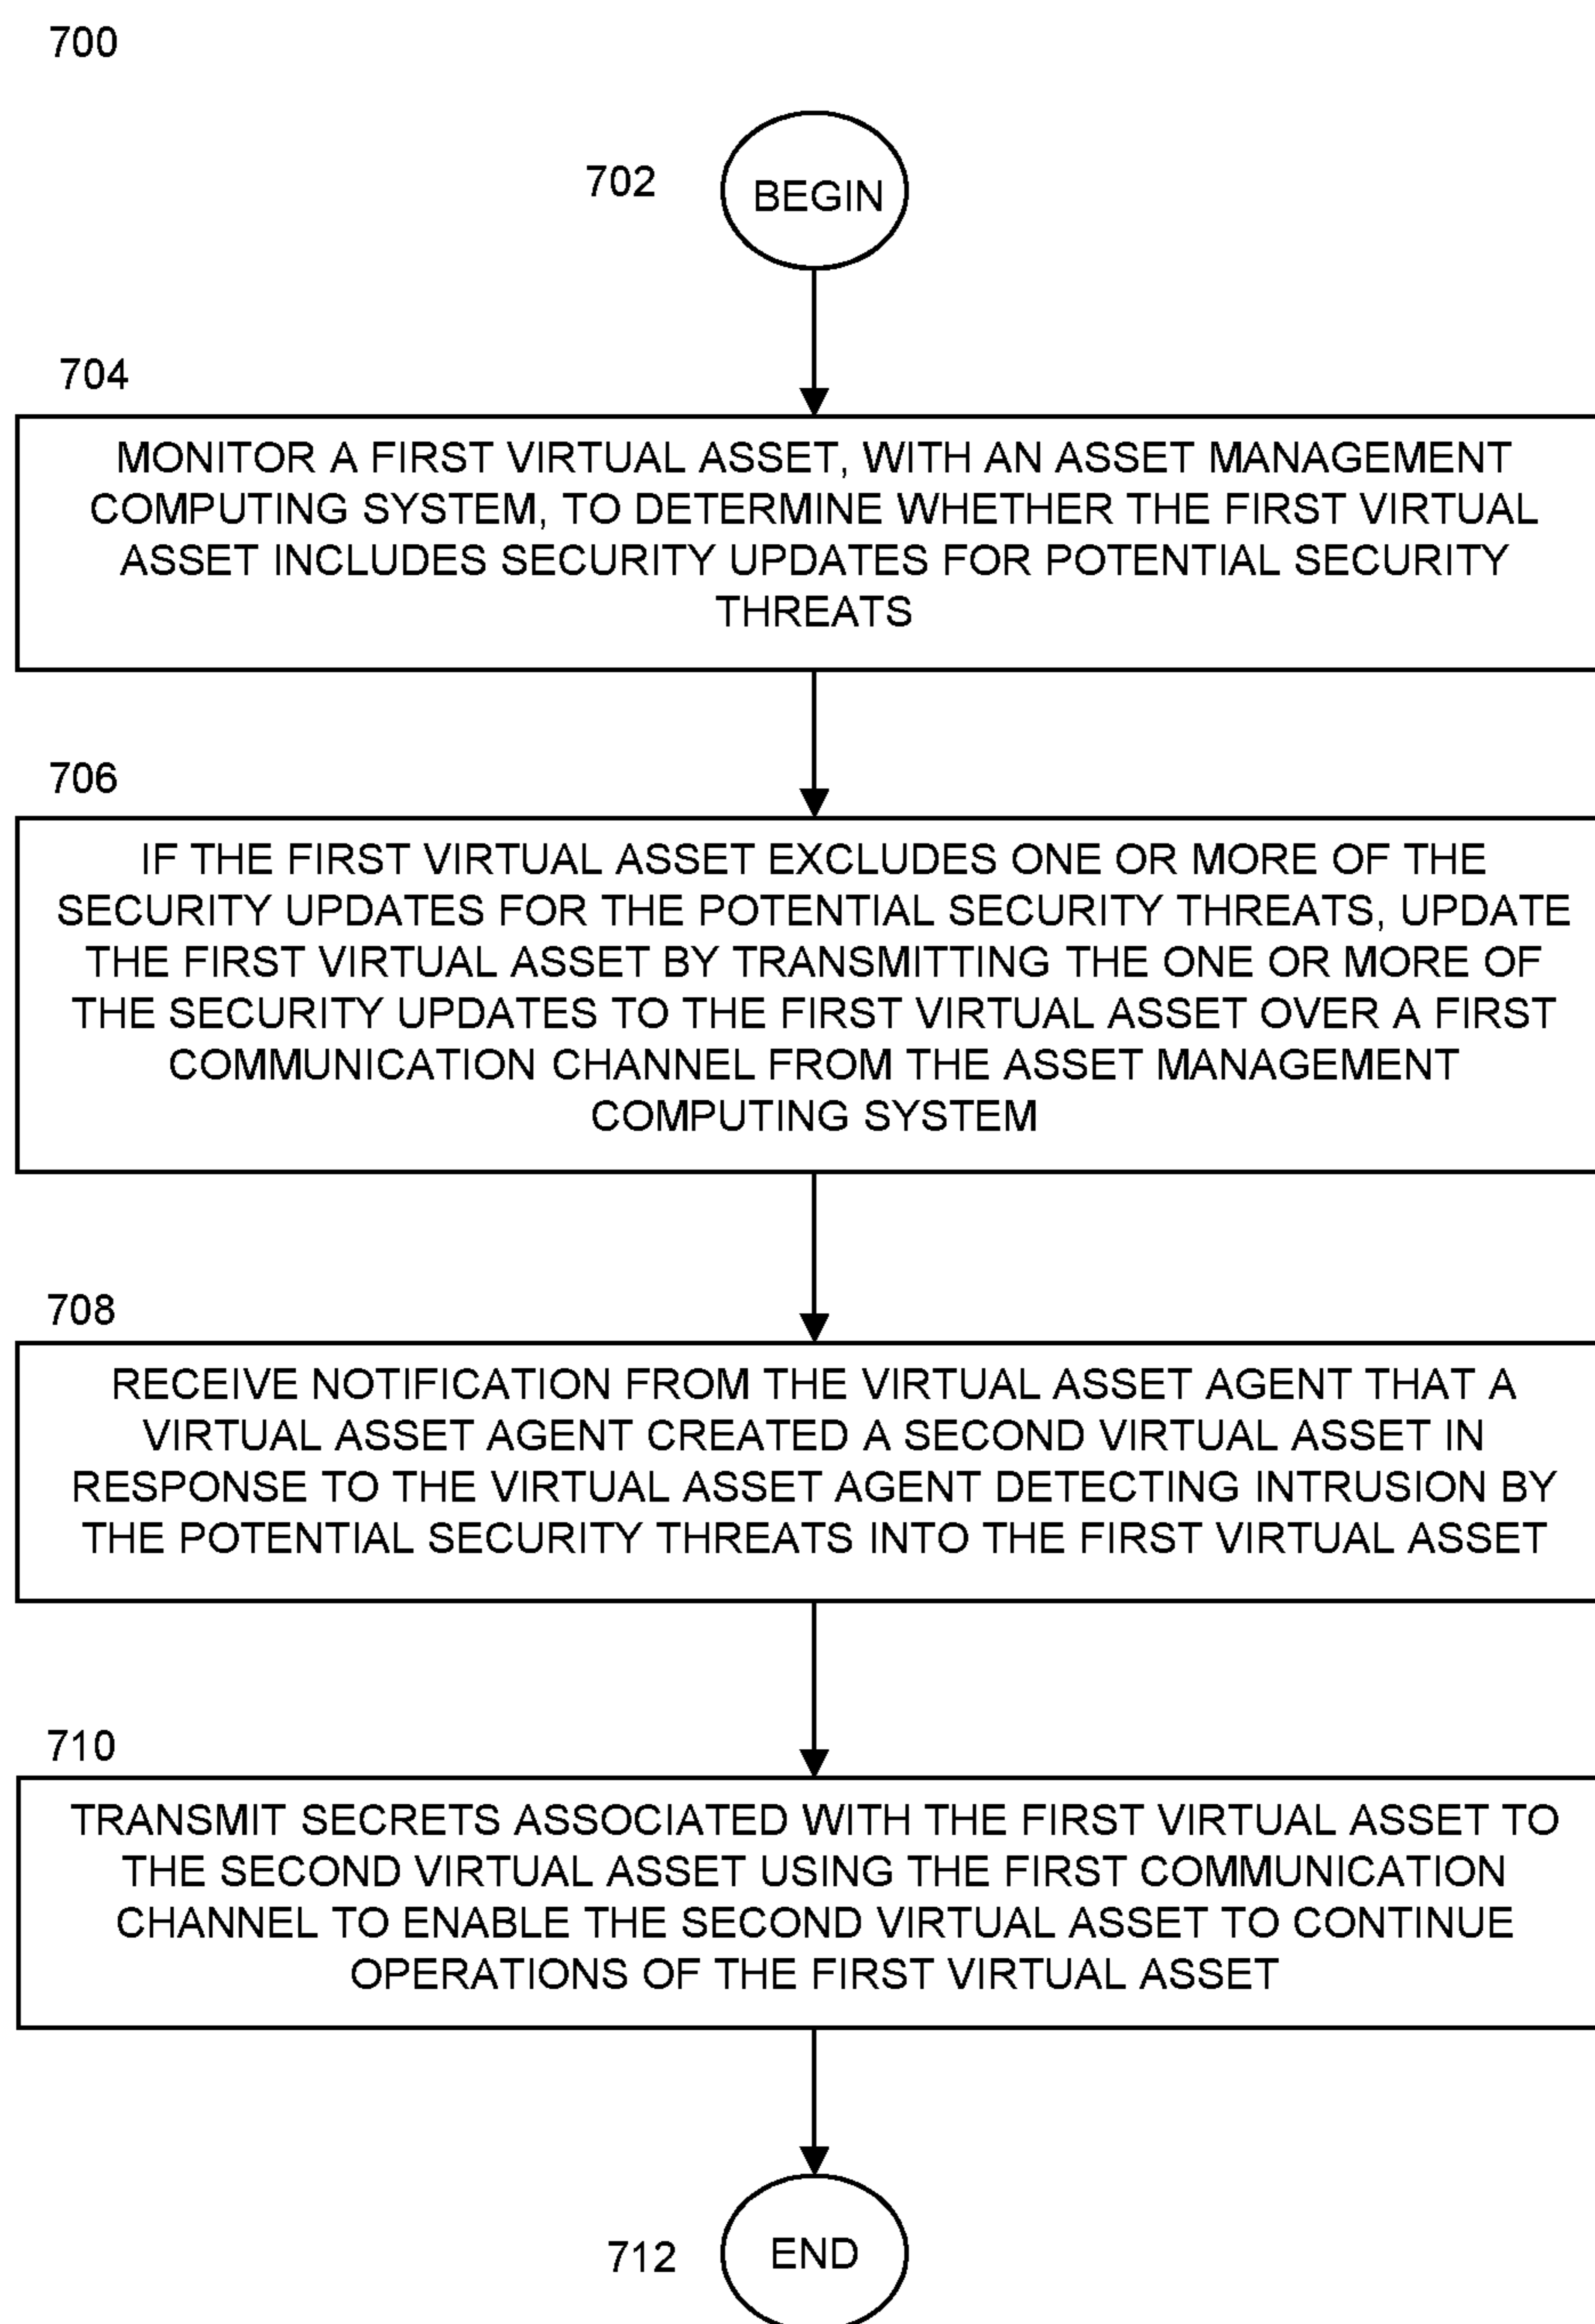 700
702
BEGIN
704
MONITOR A FIRST VIRTUAL ASSET, WITH AN ASSET MANAGEMENT
COMPUTING SYSTEM, TO DETERMINE WHETHER THE FIRST VIRTUAL
ASSET INCLUDES SECURITY UPDATES FOR POTENTIAL SECURITY
THREATS
706
IF THE FIRST VIRTUAL ASSET EXCLUDES ONE OR MORE OF THE
SECURITY UPDATES FOR THE POTENTIAL SECURITY THREATS, UPDATE
THE FIRST VIRTUAL ASSET BY TRANSMITTING THE ONE OR MORE OF
THE SECURITY UPDATES TO THE FIRST VIRTUAL ASSET OVER A FIRST
COMMUNICATION CHANNEL FROM THE ASSET MANAGEMENT
COMPUTING SYSTEM
708
RECEIVE NOTIFICATION FROM THE VIRTUAL ASSET AGENT THAT A
VIRTUAL ASSET AGENT CREATED A SECOND VIRTUAL ASSET IN
RESPONSE TO THE VIRTUAL ASSET AGENT DETECTING INTRUSION BY
THE POTENTIAL SECURITY THREATS INTO THE FIRST VIRTUAL ASSET
710
TRANSMIT SECRETS ASSOCIATED WITH THE FIRST VIRTUAL ASSET TO
THE SECOND VIRTUAL ASSET USING THE FIRST COMMUNICATION
CHANNEL TO ENABLE THE SECOND VIRTUAL ASSET TO CONTINUE
OPERATIONS OF THE FIRST VIRTUAL ASSET
712
END